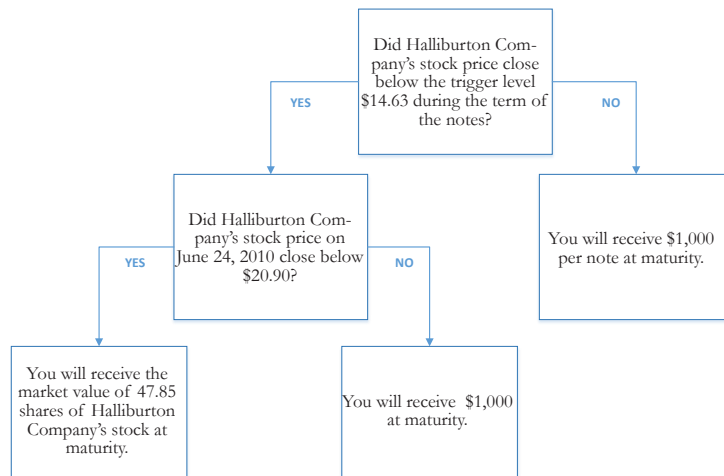 Did Halliburton Com-
pany's stock price close
below the trigger level
$14.63 during the term of
the notes?
YES
NO
Did Halliburton Com-
pany's stock price on
June 24, 2010 close below
$20.90?
You will receive $1,000
per note at maturity.
YES
NO
You will receive the
market value of 47.85
shares of Halliburton
Company's stock at
maturity.
You will receive $1,000
at maturity.